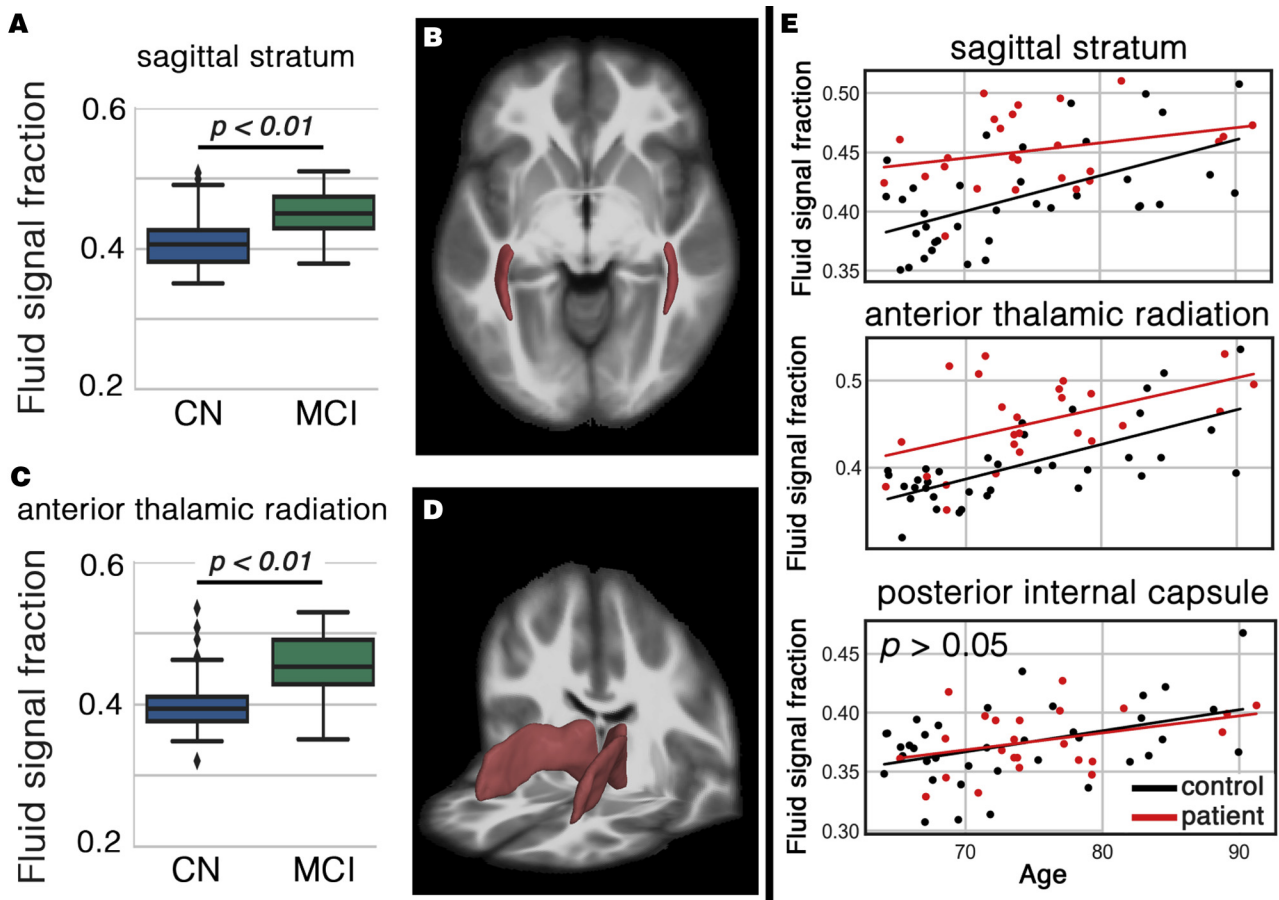 A
sagittal stratum
Fluid signal fraction
0.6
0.4
0.2
p < 0.01
CN
MCI
B
C
anterior thalamic radiation
Fluid signal fraction
0.6
0.4
0.2
p < 0.01
CN
MCI
D
E
sagittal stratum
Fluid signal fraction
0.50
0.45
0.40
0.35
anterior thalamic radiation
Fluid signal fraction
0.5
0.4
posterior internal capsule
Fluid signal fraction
p > 0.05
0.45
0.40
0.35
0.30
control
patient
70
80
90
Age